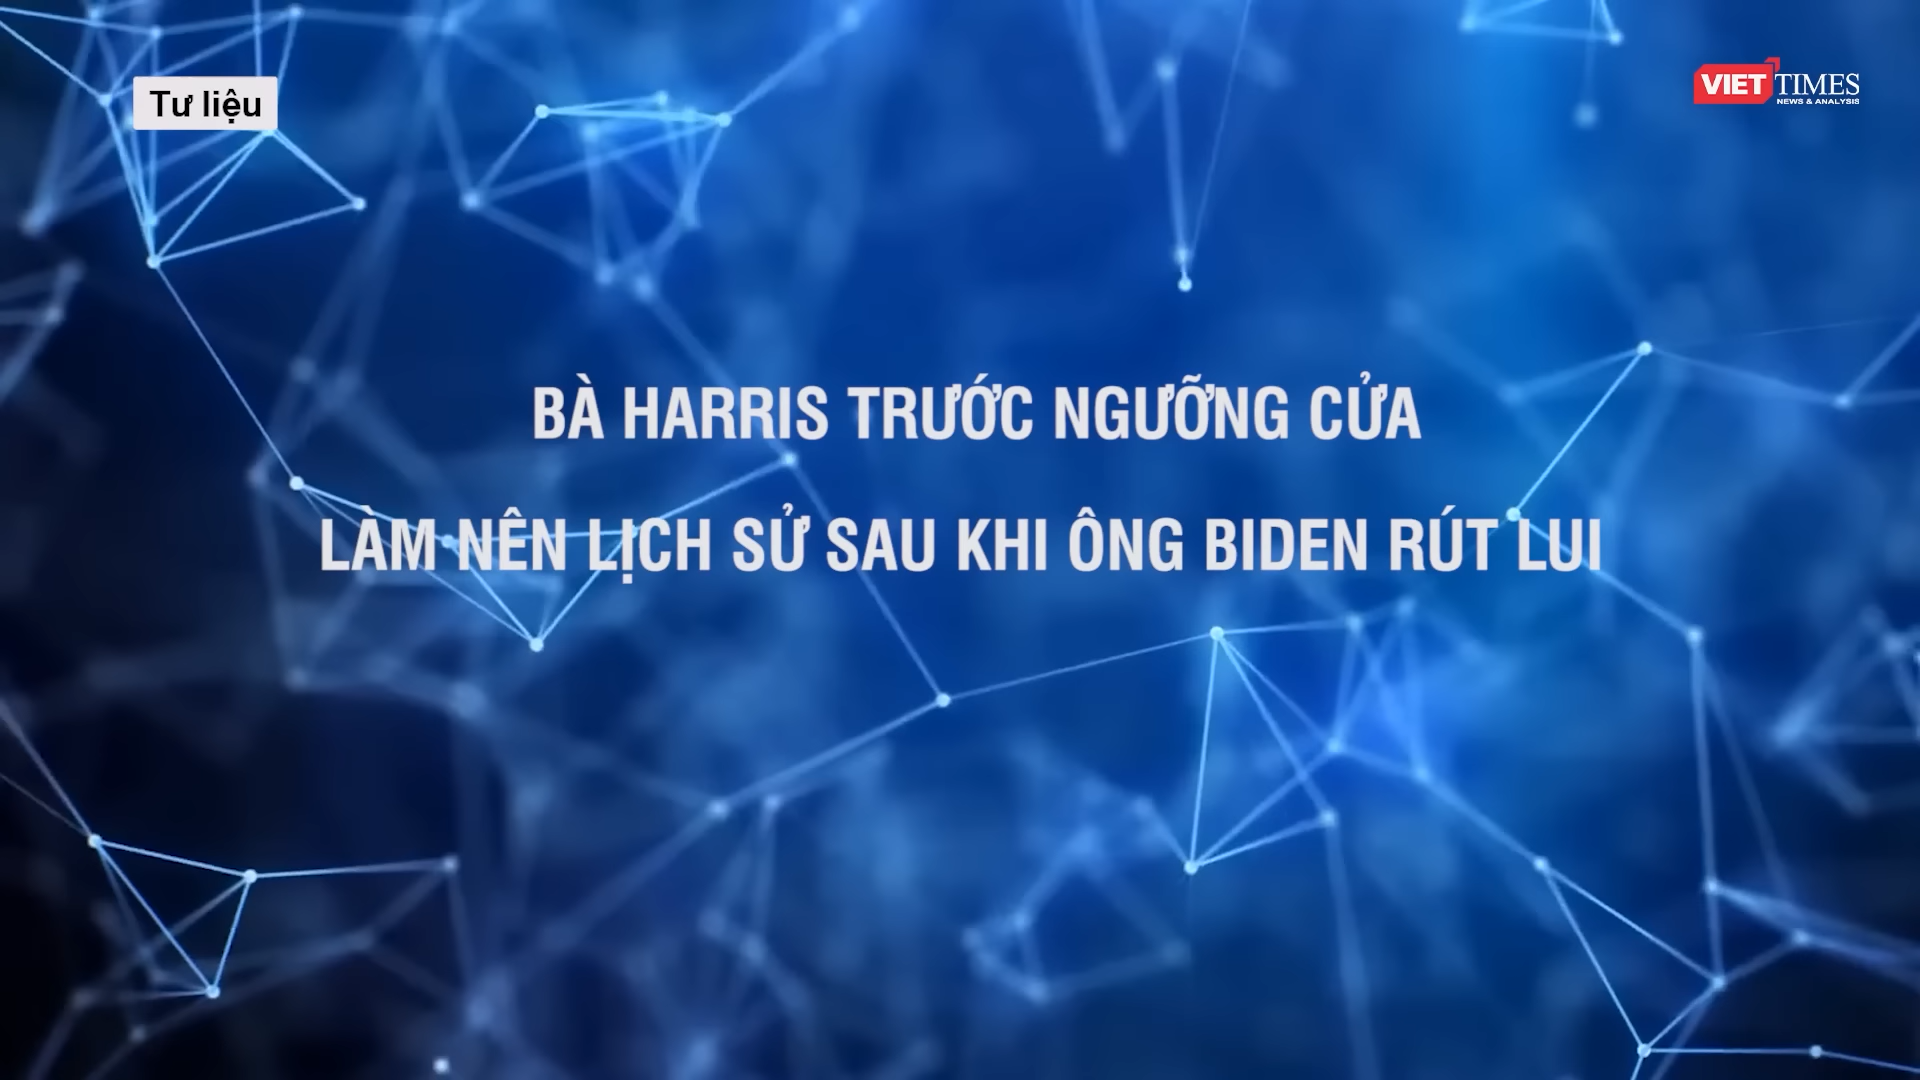 Tư liệu
VIETTIMES
NEWS & ANALYSIS
BÀ HARRIS TRƯỚC NGƯỠNG CỬA
LÀM NÊN LỊCH SỬ SAU KHI ÔNG BIDEN RÚT LUI